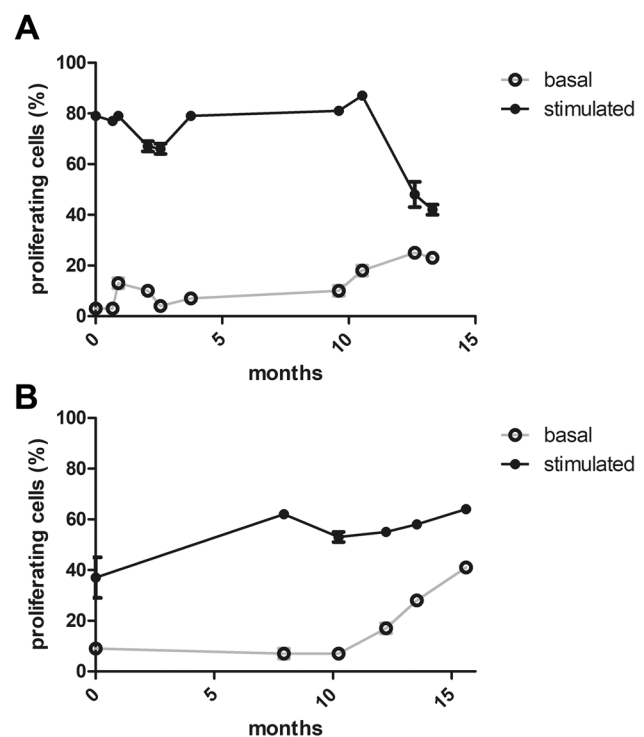 A
100
80
60
40
20
0
proliferating cells (%)
0
5
10
15
months
basal
stimulated
B
100
80
60
40
20
0
proliferating cells (%)
0
5
10
15
months
basal
stimulated